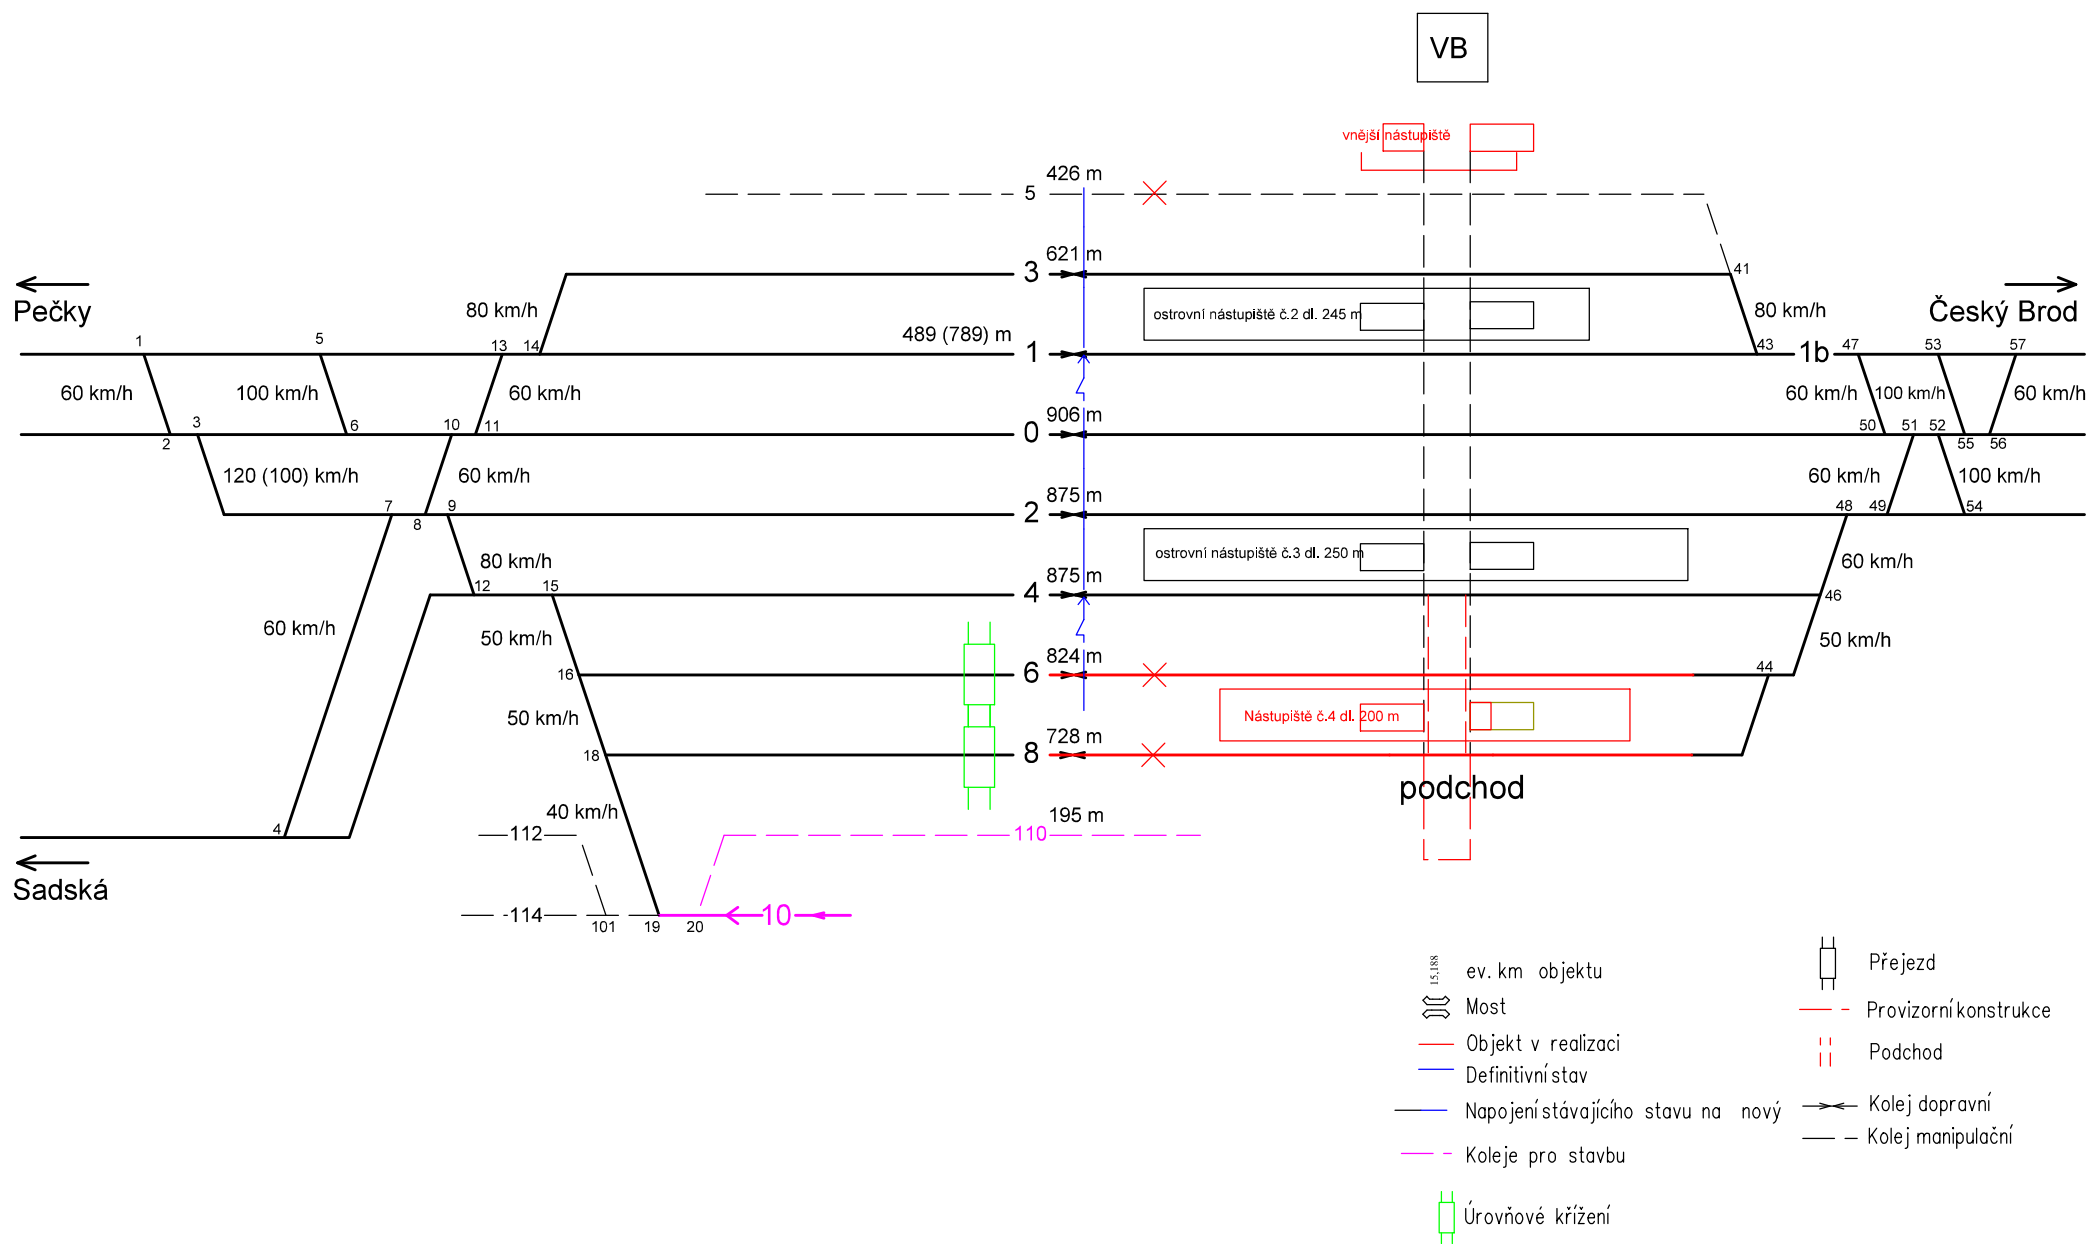 VB
vnější nástupiště
426 m
5
621 m
3
41
Pečky
80 km/h
ostrovní nástupiště č.2 dl. 245 m
80 km/h
Český Brod
489 (789) m
1
5
13
14
1
43
1b
47
53
57
60 km/h
100 km/h
60 km/h
60 km/h
100 km/h
60 km/h
906 m
2
3
6
10
11
0
50
51
52
55
56
120 (100) km/h
60 km/h
60 km/h
100 km/h
875 m
7
8
9
2
48
49
54
80 km/h
ostrovní nástupiště č.3 dl. 250 m
60 km/h
875 m
12
15
4
46
60 km/h
50 km/h
50 km/h
824 m
16
6
44
50 km/h
Nástupiště č.4 dl. 200 m
728 m
18
8
podchod
40 km/h
195 m
4
112
110
Sadská
114
101
19
20
10
15,188
ev. km objektu
Přejezd
Most
Provizorní konstrukce
Objekt v realizaci
Podchod
Definitivní stav
Napojení stávajícího stavu na nový
Kolej dopravní
Kolej manipulační
Koleje pro stavbu
Úrovňové křížení